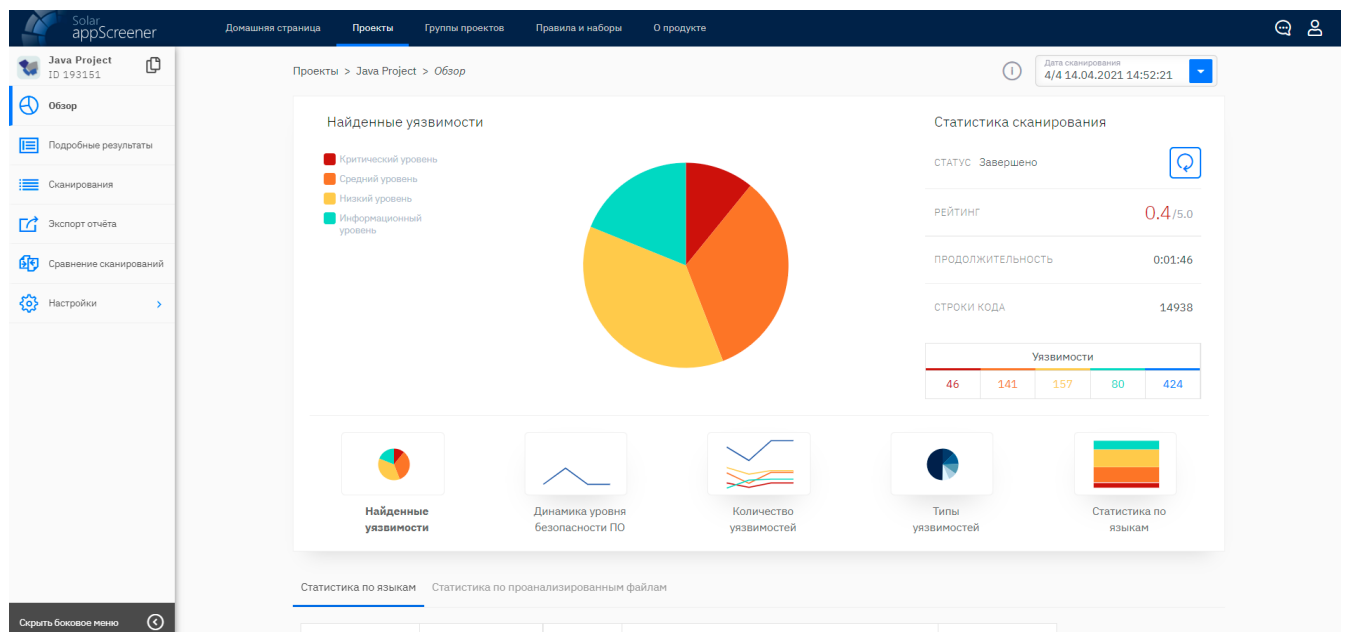 Solar
appScreener
Домашняя страница
Проекты
Группы проектов
Правила и наборы
О продукте
Java Project
ID 193151
Обзор
Подробные результаты
Сканирования
Экспорт отчёта
Сравнение сканирований
Настройки
Скрыть боковое меню
Проекты > Java Project > Обзор
Дата сканирования
4/4 14.04.2021 14:52:21
Найденные уязвимости
Критический уровень
Средний уровень
Низкий уровень
Информационный
уровень
Статистика сканирования
СТАТУС Завершено
РЕЙТИНГ 0.4/5.0
ПРОДОЛЖИТЕЛЬНОСТЬ 0:01:46
СТРОКИ КОДА 14938
Уязвимости
46 141 157 80 424
Найденные
уязвимости
Динамика уровня
безопасности ПО
Количество
уязвимостей
Типы
уязвимостей
Статистика по
языкам
Статистика по языкам
Статистика по проанализированным файлам